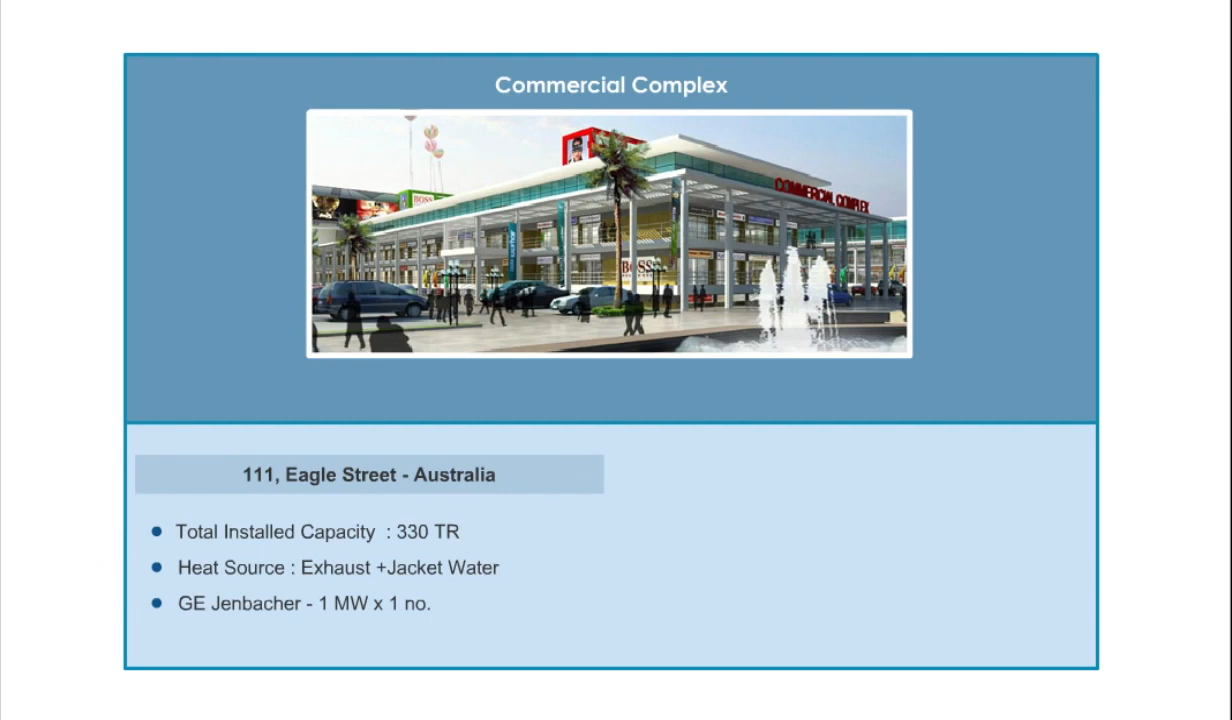 Commercial Complex
BOSS
COMMERCIAL COMPLEX
BOSS
111, Eagle Street - Australia
Total Installed Capacity : 330 TR
Heat Source : Exhaust +Jacket Water
GE Jenbacher - 1 MW x 1 no.